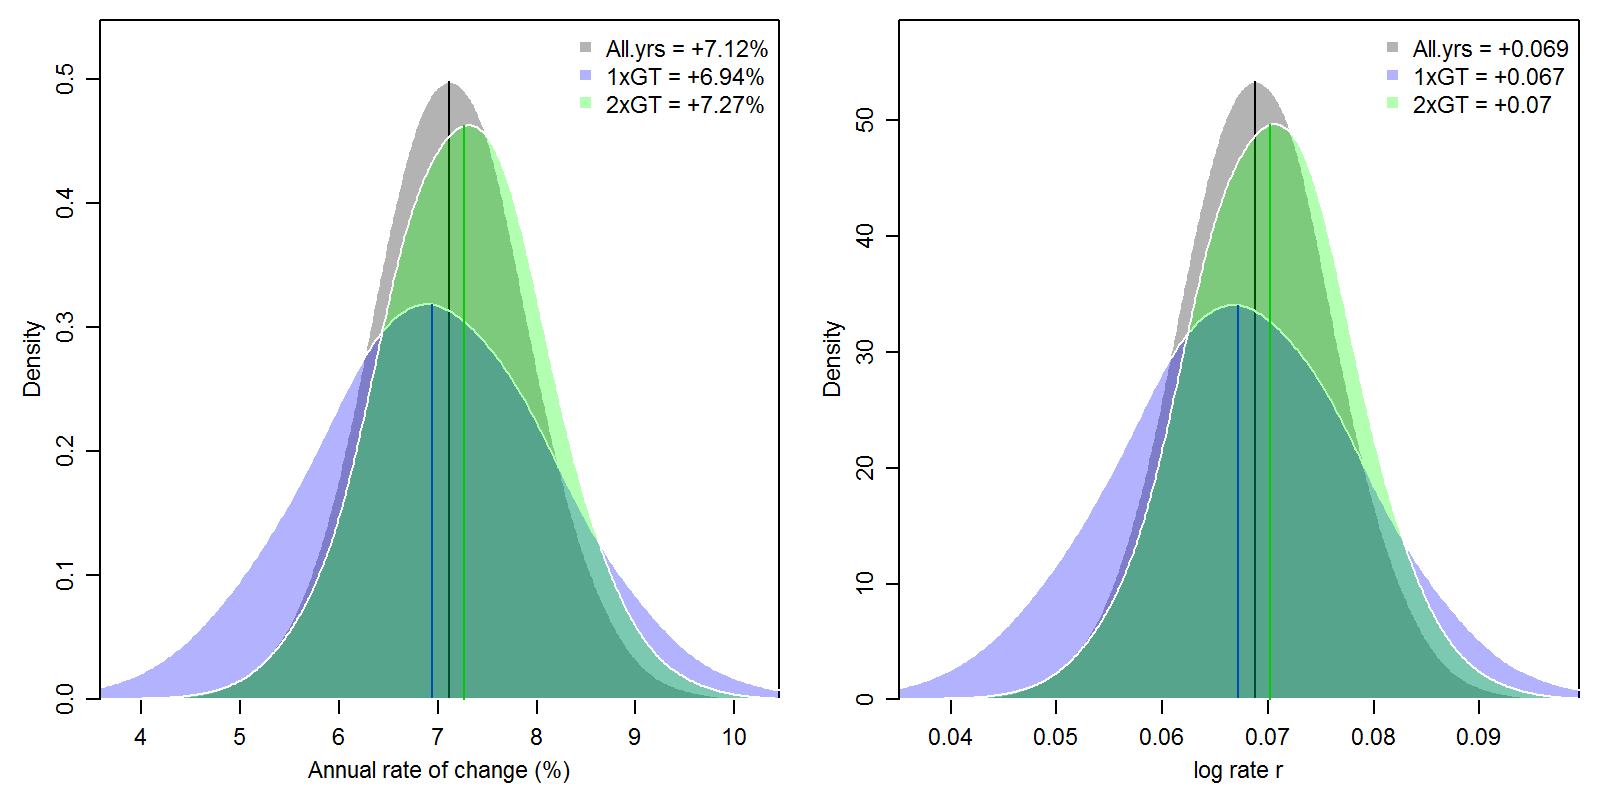 All.yrs = +7.12%
1xGT = +6.94%
2xGT = +7.27%
Density
0.0 0.1 0.2 0.3 0.4 0.5
4 5 6 7 8 9 10
Annual rate of change (%)
All.yrs = +0.069
1xGT = +0.067
2xGT = +0.07
Density
0 10 20 30 40 50
0.04 0.05 0.06 0.07 0.08 0.09
log rate r